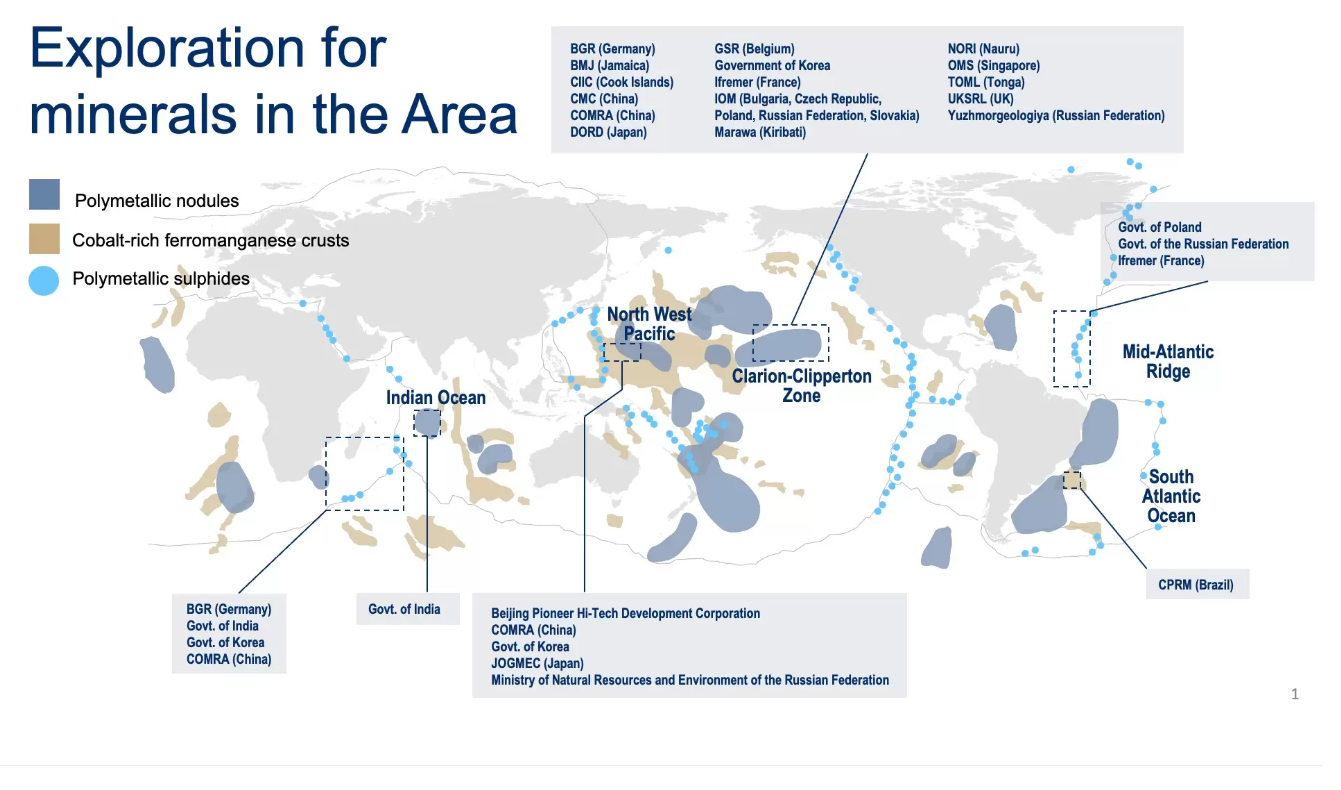 Exploration for
minerals in the Area
Polymetallic nodules
Cobalt-rich ferromanganese crusts
Polymetallic sulphides
BGR (Germany)
BMJ (Jamaica)
CIIC (Cook Islands)
CMC (China)
COMRA (China)
DORD (Japan)
GSR (Belgium)
Government of Korea
Ifremer (France)
IOM (Bulgaria, Czech Republic,
Poland, Russian Federation, Slovakia)
Marawa (Kiribati)
NORI (Nauru)
OMS (Singapore)
TOML (Tonga)
UKSRL (UK)
Yuzhmorgeologiya (Russian Federation)
Govt. of Poland
Govt. of the Russian Federation
Ifremer (France)
North West
Pacific
Clarion-Clipperton
Zone
Mid-Atlantic
Ridge
Indian Ocean
South
Atlantic
Ocean
CPRM (Brazil)
BGR (Germany)
Govt. of India
Govt. of Korea
COMRA (China)
Govt. of India
Beijing Pioneer Hi-Tech Development Corporation
COMRA (China)
Govt. of Korea
JOGMEC (Japan)
Ministry of Natural Resources and Environment of the Russian Federation
1